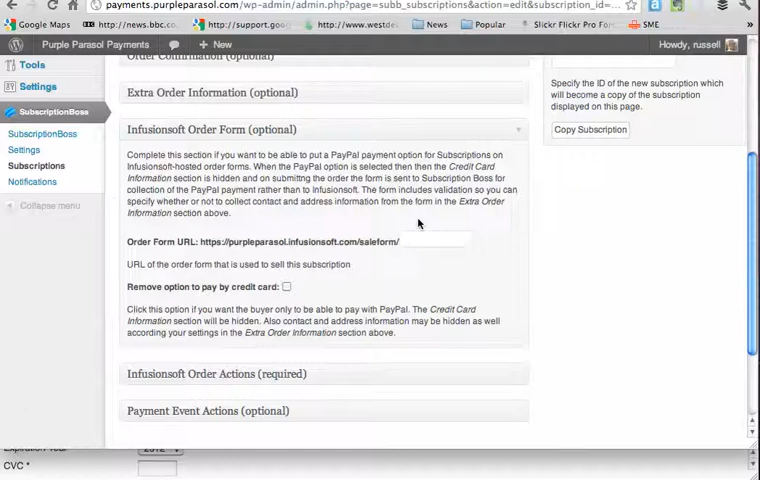 payments.purpleparasol.com/wp-admin/admin.php?page=subb_subscriptions&action=edit&subscription_id=...
Google Maps
http://news.bbc.co...
http://support.goog...
http://www.westde...
News
Popular
Slickr Flickr Pro For...
SME
Purple Parasol Payments
+ New
Howdy, russell
Tools
Settings
SubscriptionBoss
SubscriptionBoss
Settings
Subscriptions
Notifications
Collapse menu
Order Confirmation (optional)
Extra Order Information (optional)
Infusionsoft Order Form (optional)
Complete this section if you want to be able to put a PayPal payment option for Subscriptions on
Infusionsoft-hosted order forms. When the PayPal option is selected then then the Credit Card
Information section is hidden and on submittng the order the form is sent to Subscription Boss for
collection of the PayPal payment rather than to Infusionsoft. The form includes validation so you can
specify whether or not to collect contact and address information from the form in the Extra Order
Information section above.
Order Form URL: https://purpleparasol.infusionsoft.com/saleform/
URL of the order form that is used to sell this subscription
Remove option to pay by credit card:
Click this option if you want the buyer only to be able to pay with PayPal. The Credit Card
Information section will be hidden. Also contact and address information may be hidden as well
according your settings in the Extra Order Information section above.
Infusionsoft Order Actions (required)
Payment Event Actions (optional)
Specify the ID of the new subscription which
will become a copy of the subscription
displayed on this page.
Copy Subscription
Expiration Year
2012
CVC *